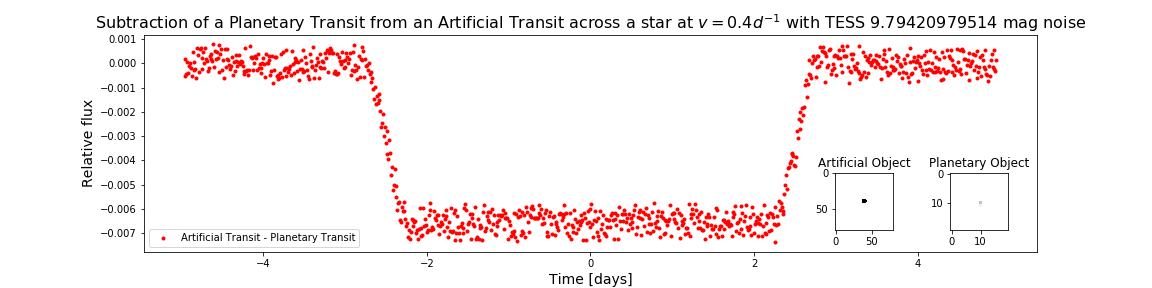 Subtraction of a Planetary Transit from an Artificial Transit across a star at v = 0.4d⁻¹ with TESS 9.79420979514 mag noise
0.001
0.000
−0.001
−0.002
−0.003
−0.004
−0.005
−0.006
−0.007
Relative flux
Artificial Transit - Planetary Transit
Artificial Object
0
50
0 50
Planetary Object
0
10
0 10
−4 −2 0 2 4
Time [days]